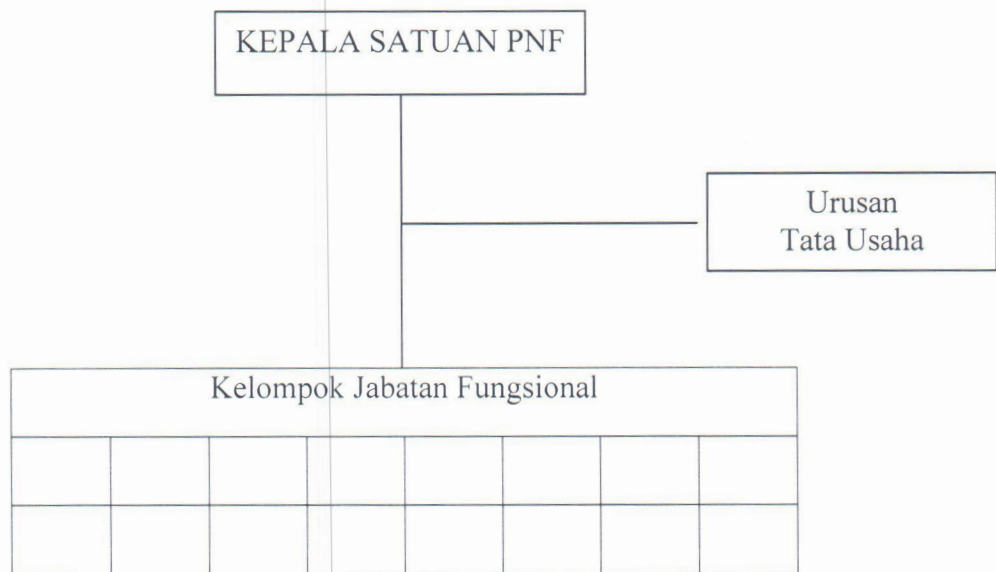 KEPALA SATUAN PNF
Urusan
Tata Usaha
Kelompok Jabatan Fungsional